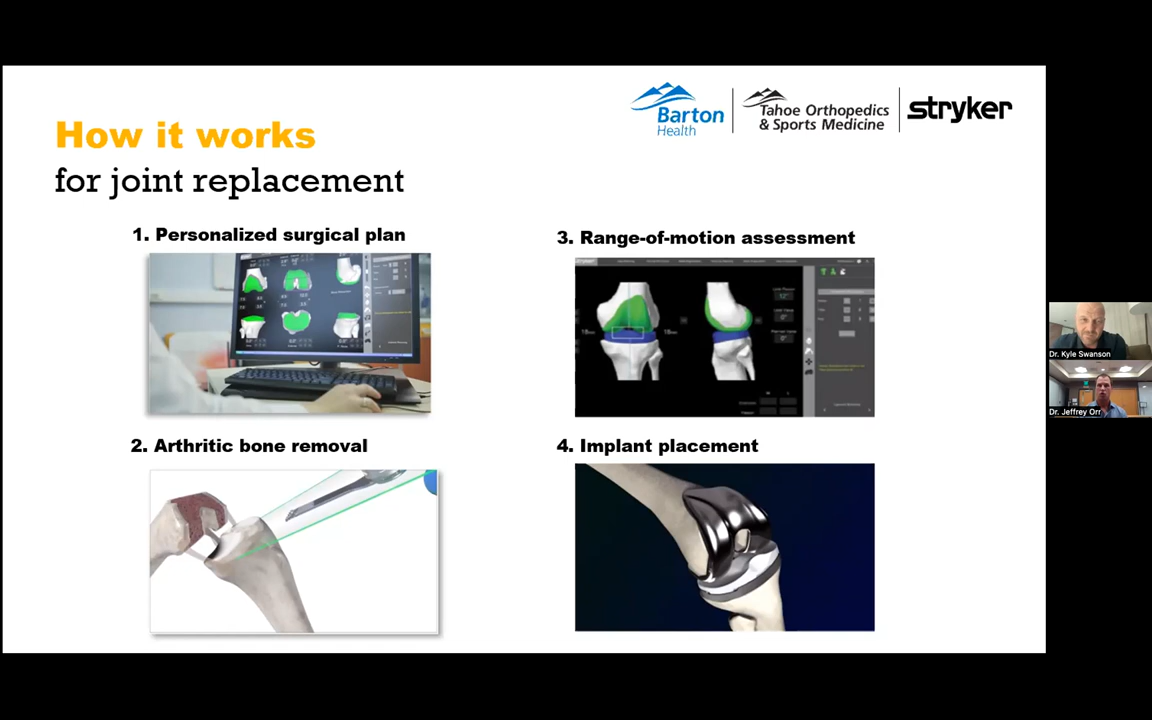 Barton
Health
Tahoe Orthopedics
& Sports Medicine
stryker
How it works
for joint replacement
1. Personalized surgical plan
3. Range-of-motion assessment
2. Arthritic bone removal
4. Implant placement
Dr. Kyle Swanson
Dr. Jeffrey Orr